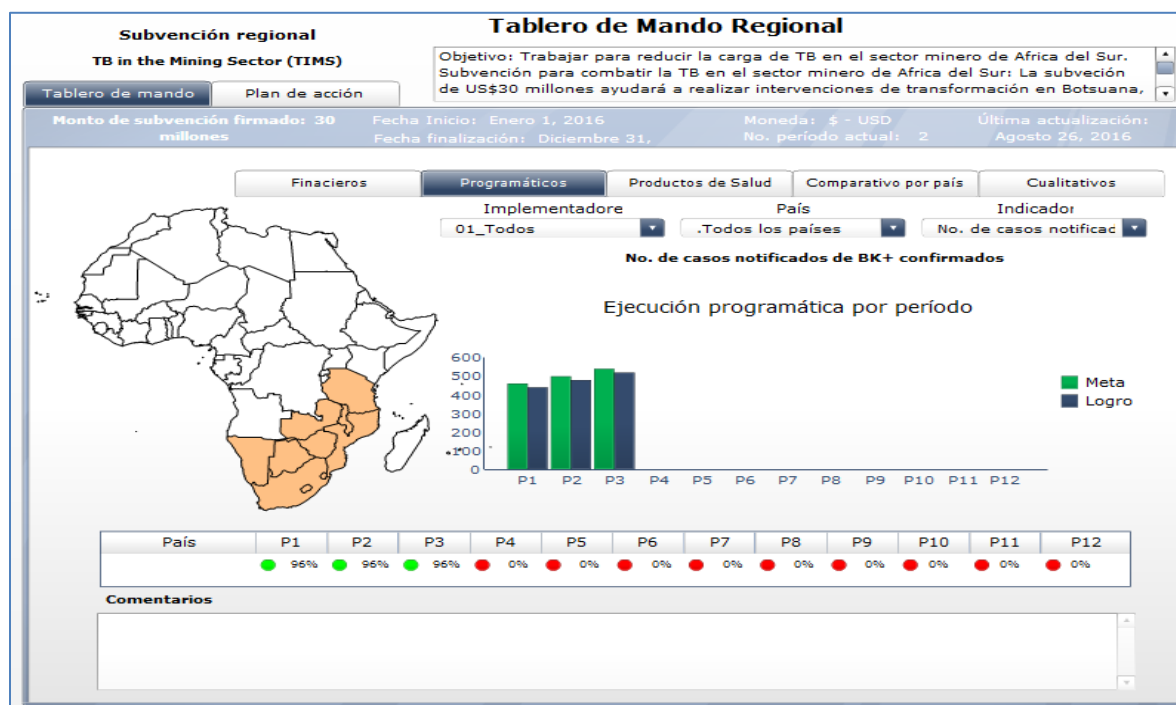 Tablero de Mando Regional
Subvención regional
TB in the Mining Sector (TIMS)
Objetivo: Trabajar para reducir la carga de TB en el sector minero de Africa del Sur.
Subvención para combatir la TB en el sector minero de Africa del Sur: La subveción
de US$30 millones ayudará a realizar intervenciones de transformación en Botsuana,
Tablero de mando Plan de acción
Monto de subvención firmado: 30
millones
Fecha Inicio: Enero 1, 2016
Fecha finalización: Diciembre 31,
Moneda: $ - USD
No. período actual: 2
Última actualización:
Agosto 26, 2016
Finacieros Programáticos Productos de Salud Comparativo por país Cualitativos
Implementadore País Indicador
01_Todos .Todos los países No. de casos notificad
No. de casos notificados de BK+ confirmados
Ejecución programática por período
600
500
400
300
200
100
0
P1 P2 P3 P4 P5 P6 P7 P8 P9 P10 P11 P12
Meta
Logro
País P1 P2 P3 P4 P5 P6 P7 P8 P9 P10 P11 P12
96% 96% 96% 0% 0% 0% 0% 0% 0% 0% 0% 0%
Comentarios